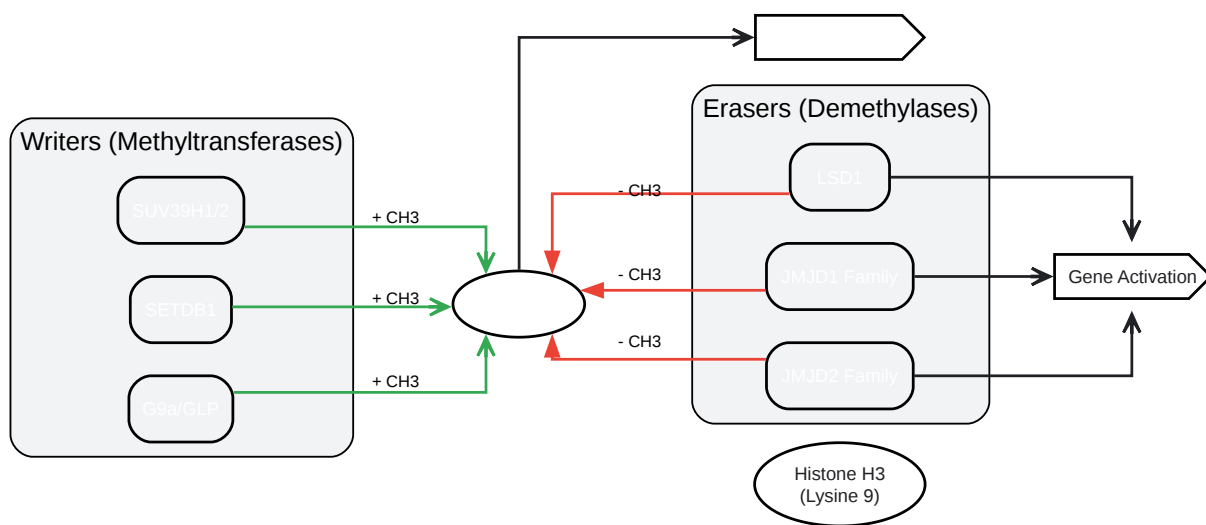 Erasers (Demethylases)
Writers (Methyltransferases)
LSD1
- CH3
SUV39H1/2
+ CH3
JMJD1 Family
- CH3
Gene Activation
SETDB1
+ CH3
- CH3
JMJD2 Family
+ CH3
G9a/GLP
Histone H3
(Lysine 9)